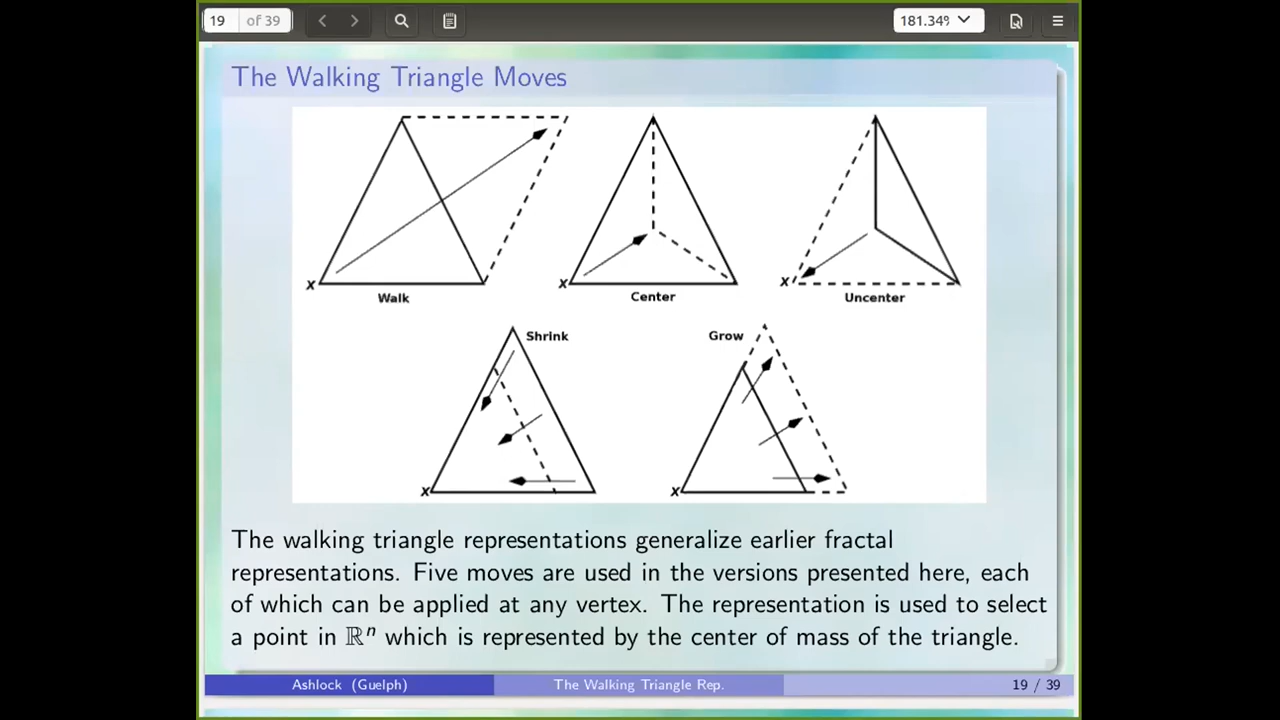 19 of 39
181.34%
The Walking Triangle Moves
x x x
Walk Center Uncenter
Shrink Grow
x x
The walking triangle representations generalize earlier fractal
representations. Five moves are used in the versions presented here, each
of which can be applied at any vertex. The representation is used to select
a point in ℝⁿ which is represented by the center of mass of the triangle.
Ashlock (Guelph) The Walking Triangle Rep. 19 / 39